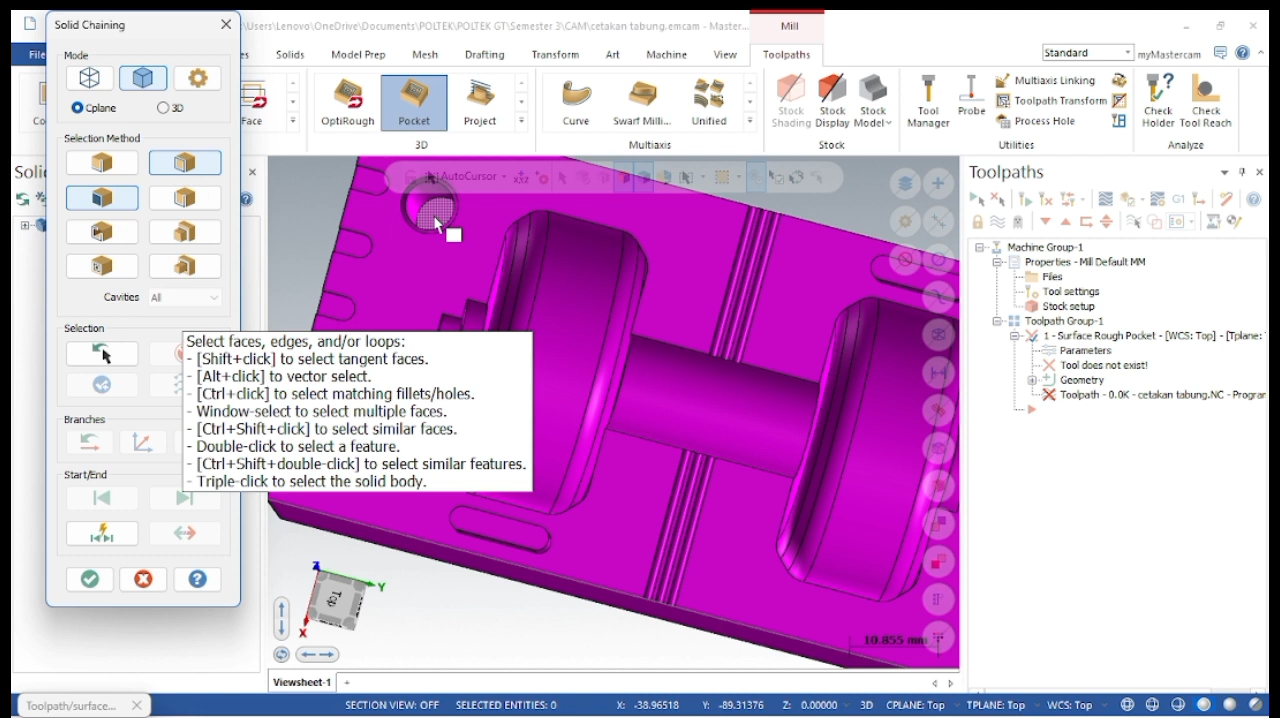 Solid Chaining
Users\Lenovo\OneDrive\Documents\POLTEK\POLTEK GT\Semester 3\CAM\cetakan tabung.emcam - Master...
Mill
File
es
Solids
Model Prep
Mesh
Drafting
Transform
Art
Machine
View
Toolpaths
Standard
myMastercam
Mode
Cplane
3D
Co
Face
OptiRough
Pocket
Project
3D
Curve
Swarf Milli...
Unified
Multiaxis
Stock Shading
Stock Display
Stock Model
Stock
Tool Manager
Probe
Multiaxis Linking
Toolpath Transform
Process Hole
Utilities
Check Holder
Check Tool Reach
Analyze
Selection Method
Cavities
All
Selection
Branches
Start/End
Soli
AutoCursor
XYZ
Select faces, edges, and/or loops:
- [Shift+click] to select tangent faces.
- [Alt+click] to vector select.
- [Ctrl+click] to select matching fillets/holes.
- Window-select to select multiple faces.
- [Ctrl+Shift+click] to select similar faces.
- Double-click to select a feature.
- [Ctrl+Shift+double-click] to select similar features.
- Triple-click to select the solid body.
Z
Y
X
Top
10.855 mm
Viewsheet-1
+
Toolpaths
G1
Machine Group-1
Properties - Mill Default MM
Files
Tool settings
Stock setup
Toolpath Group-1
1 - Surface Rough Pocket - [WCS: Top] - [Tplane:
Parameters
Tool does not exist!
Geometry
Toolpath - 0.0K - cetakan tabung.NC - Progra
Toolpath/surface...
SECTION VIEW: OFF
SELECTED ENTITIES: 0
X: -38.96518
Y: -89.31376
Z: 0.00000
3D
CPLANE: Top
TPLANE: Top
WCS: Top